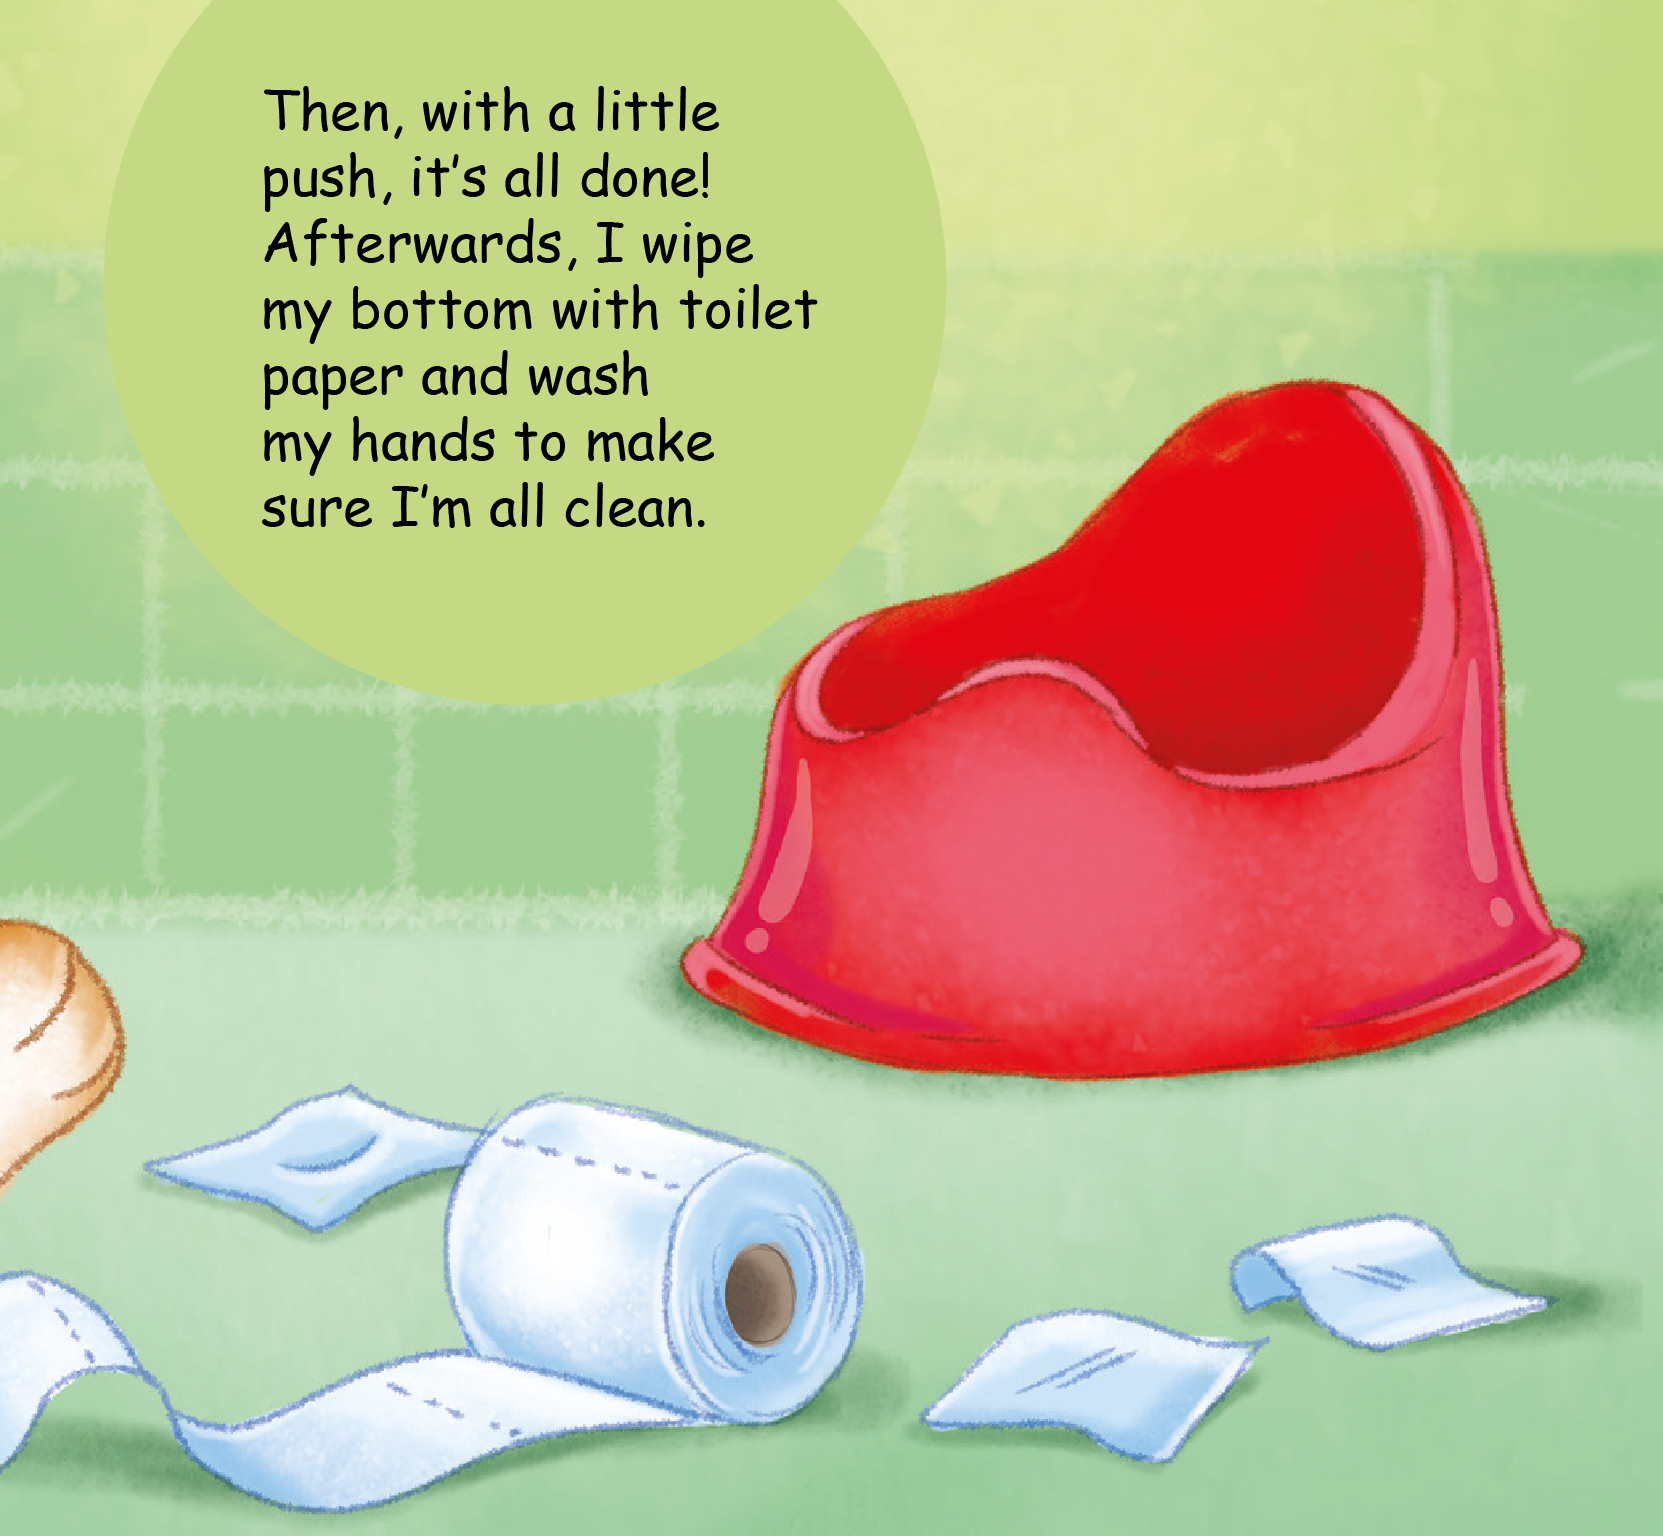 Then, with a little
push, it’s all done!
Afterwards, I wipe
my bottom with toilet
paper and wash
my hands to make
sure I’m all clean.